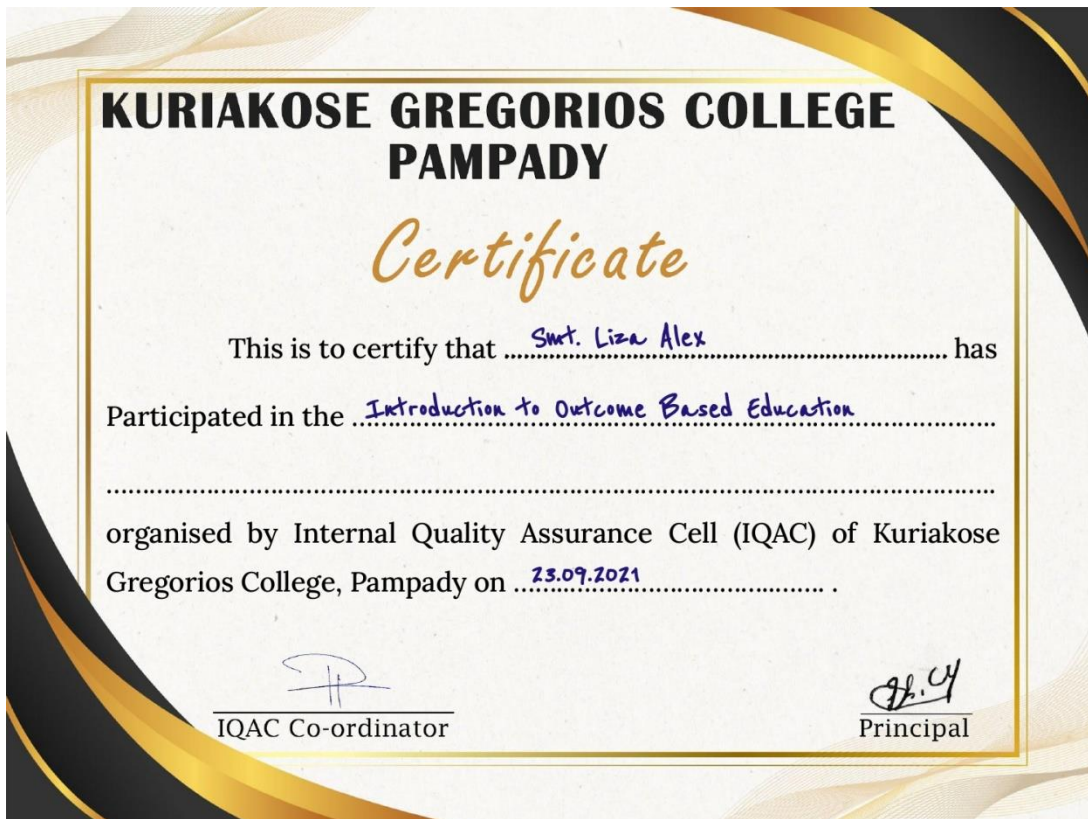 KURIAKOSE GREGORIOS COLLEGE
PAMPADY
Certificate
This is to certify that ..........Smt. Liza Alex.......... has
Participated in the ..........Introduction to Outcome Based Education..........
....................
organised by Internal Quality Assurance Cell (IQAC) of Kuriakose
Gregorios College, Pampady on ..........23.09.2021.......... .
IQAC Co-ordinator
Principal